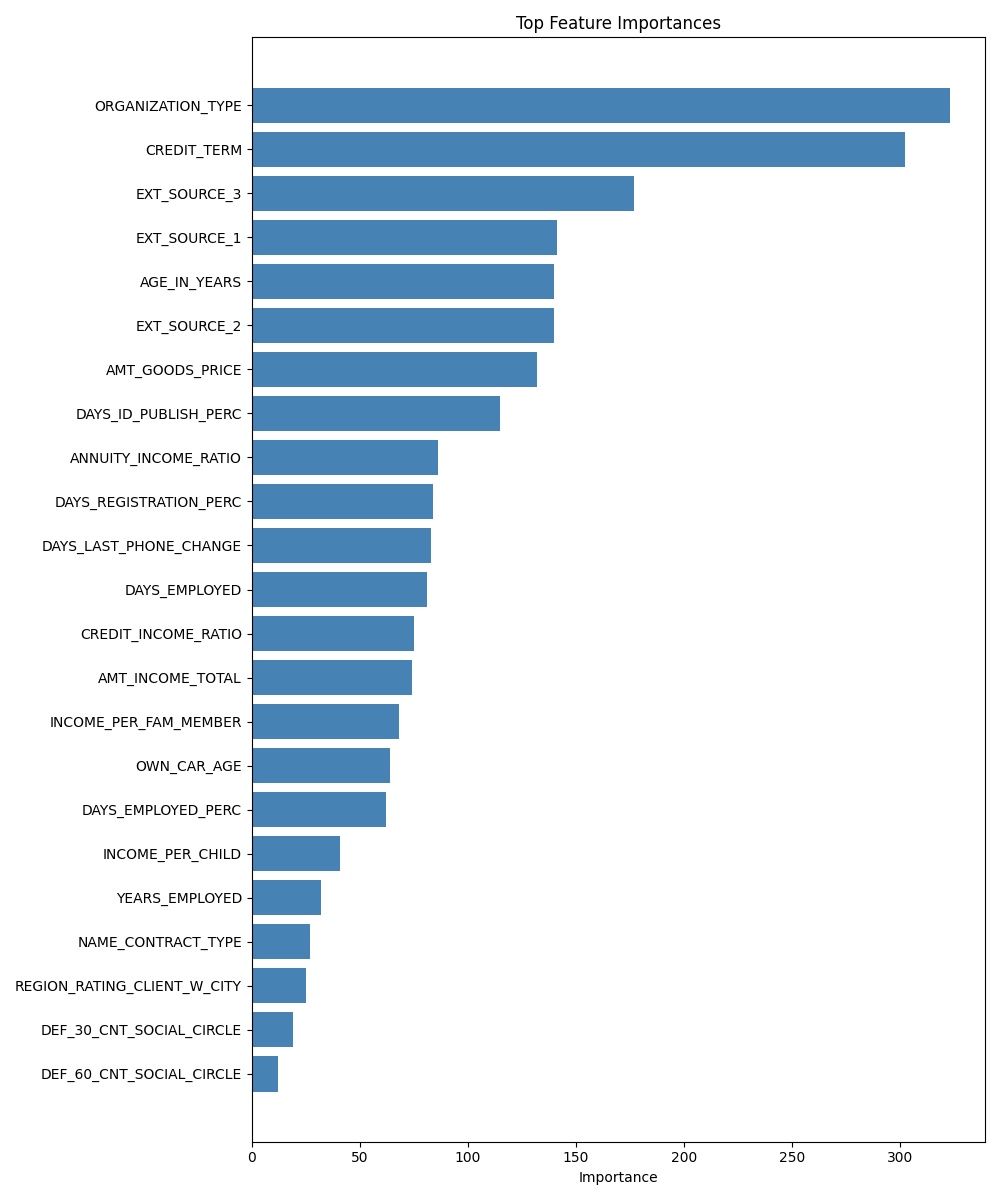 Top Feature Importances
ORGANIZATION_TYPE
CREDIT_TERM
EXT_SOURCE_3
EXT_SOURCE_1
AGE_IN_YEARS
EXT_SOURCE_2
AMT_GOODS_PRICE
DAYS_ID_PUBLISH_PERC
ANNUITY_INCOME_RATIO
DAYS_REGISTRATION_PERC
DAYS_LAST_PHONE_CHANGE
DAYS_EMPLOYED
CREDIT_INCOME_RATIO
AMT_INCOME_TOTAL
INCOME_PER_FAM_MEMBER
OWN_CAR_AGE
DAYS_EMPLOYED_PERC
INCOME_PER_CHILD
YEARS_EMPLOYED
NAME_CONTRACT_TYPE
REGION_RATING_CLIENT_W_CITY
DEF_30_CNT_SOCIAL_CIRCLE
DEF_60_CNT_SOCIAL_CIRCLE
0 50 100 150 200 250 300
Importance